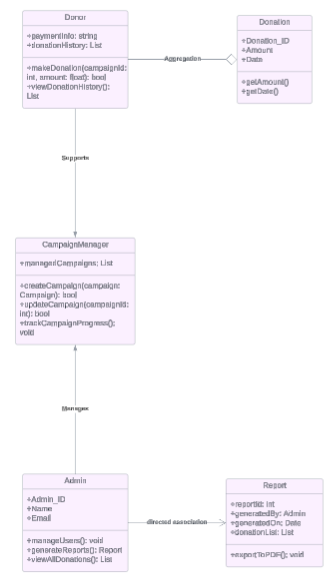 Donor
+paymentInfo: string
+donationHistory: List
+makeDonation(campaignId:
int, amount: float): bool
+viewDonationHistory():
List
Aggregation
Donation
+Donation_ID
+Amount
+Date
+getAmount()
+getDate()
Supports
CampaignManager
+managedCampaigns: List
+createCampaign(campaign:
Campaign): bool
+updateCampaign(campaignId:
int): bool
+trackCampaignProgress():
void
Manages
Admin
+Admin_ID
+Name
+Email
+manageUsers(): void
+generateReports(): Report
+viewAllDonations(): List
directed association
Report
+reportId: int
+generatedBy: Admin
+generatedOn: Date
+donationList: List
+exportToPDF(): void